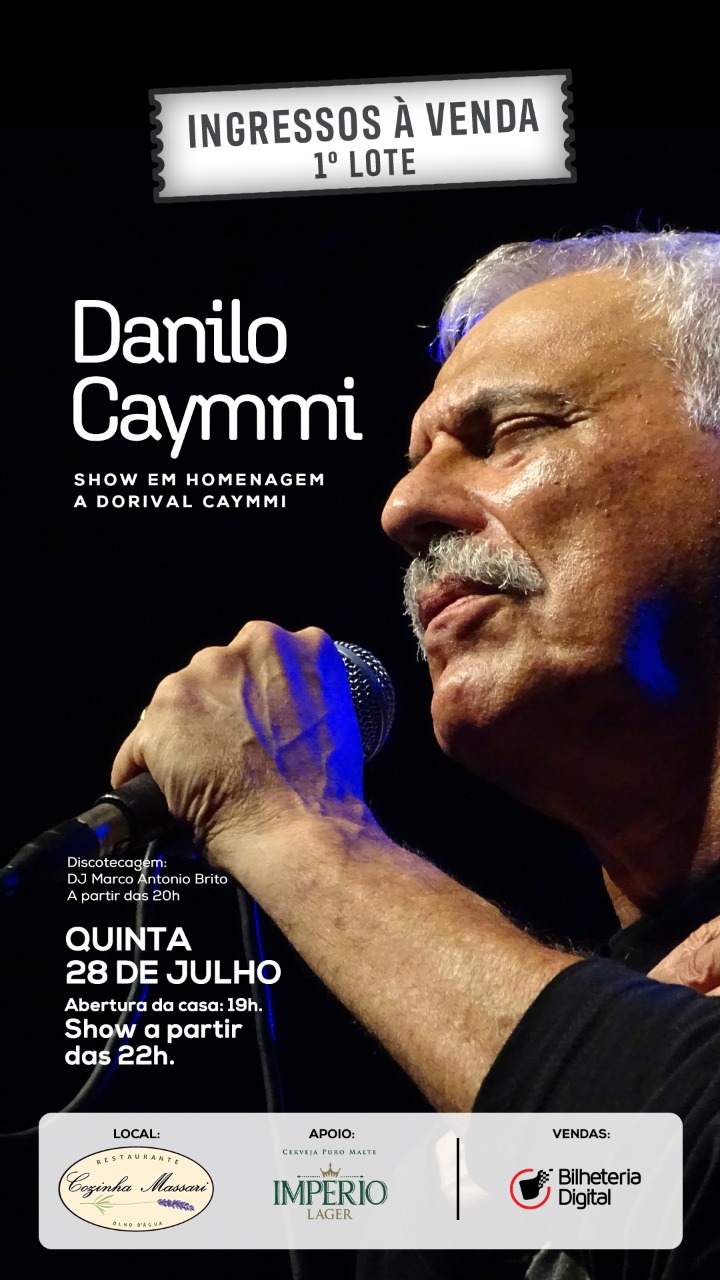 INGRESSOS À VENDA
1º LOTE
Danilo
Caymmi
SHOW EM HOMENAGEM
A DORIVAL CAYMMI
Discotecagem:
DJ Marco Antonio Brito
A partir das 20h
QUINTA
28 DE JULHO
Abertura da casa: 19h.
Show a partir
das 22h.
LOCAL:
RESTAURANTE
Cozinha Massari
OLHO D'ÁGUA
APOIO:
CERVEJA PURO MALTE
IMPÉRIO
LAGER
VENDAS:
Bilheteria
Digital